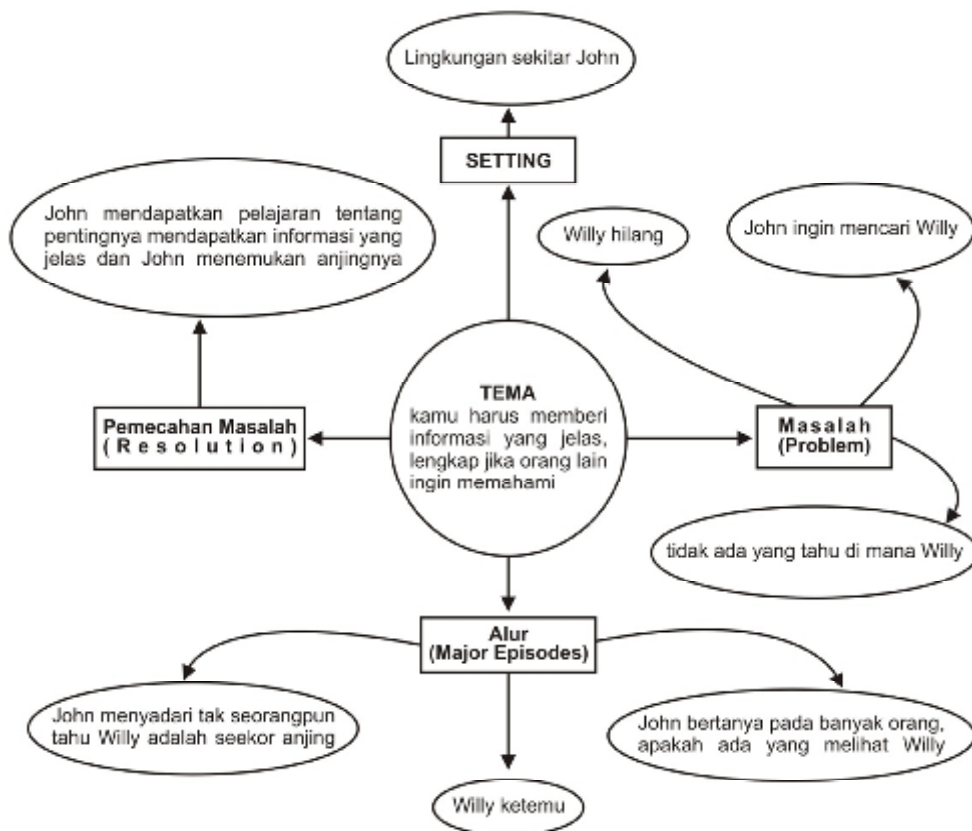 Lingkungan sekitar John
SETTING
John mendapatkan pelajaran tentang
pentingnya mendapatkan informasi yang
jelas dan John menemukan anjingnya
Willy hilang
John ingin mencari Willy
TEMA
kamu harus memberi
informasi yang jelas,
lengkap jika orang lain
ingin memahami
Pemecahan Masalah
(Resolution)
Masalah
(Problem)
tidak ada yang tahu di mana Willy
Alur
(Major Episodes)
John menyadari tak seorangpun
tahu Willy adalah seekor anjing
John bertanya pada banyak orang,
apakah ada yang melihat Willy
Willy ketemu